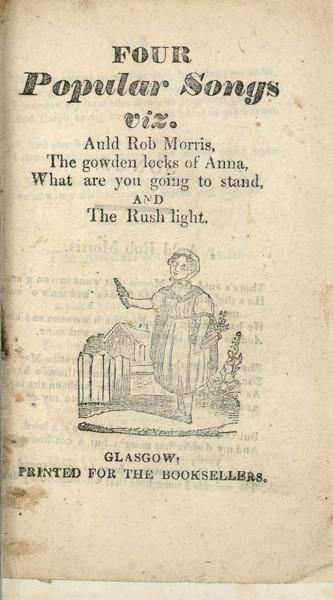 FOUR
Popular Songs
viz.
Auld Rob Morris,
The gowden locks of Anna,
What are you going to stand,
AND
The Rush light.
GLASGOW:
PRINTED FOR THE BOOKSELLERS.